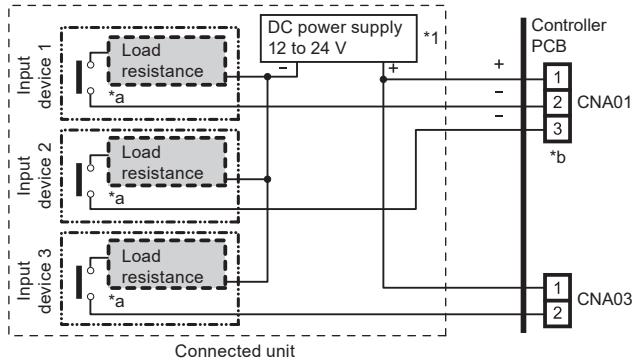 DC power supply
12 to 24 V
*1
–
+
Controller
PCB
Input
device 1
Load
resistance
*a
+
–
–
1
2
3
CNA01
*b
Input
device 2
Load
resistance
*a
Input
device 3
Load
resistance
*a
1
2
CNA03
Connected unit